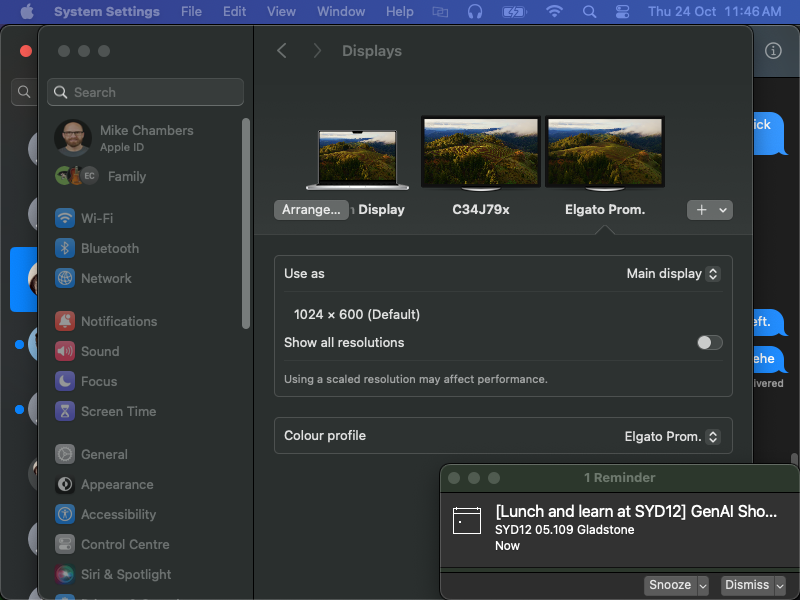 System Settings File Edit View Window Help Thu 24 Oct 11:46 AM
Displays
Search
Mike Chambers
Apple ID
EC Family
Wi-Fi
Bluetooth
Network
Notifications
Sound
Focus
Screen Time
General
Appearance
Accessibility
Control Centre
Siri & Spotlight
Arrange... Display
C34J79x
Elgato Prom.
Use as Main display
1024 × 600 (Default)
Show all resolutions
Using a scaled resolution may affect performance.
Colour profile Elgato Prom.
ick
eft.
ehe
vered
1 Reminder
[Lunch and learn at SYD12] GenAI Sho...
SYD12 05.109 Gladstone
Now
Snooze Dismiss